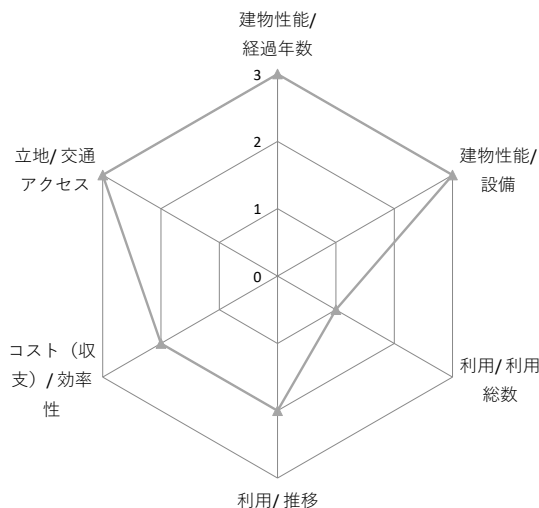 建物性能/
経過年数
3
2
1
0
建物性能/
設備
利用/ 利用
総数
利用/ 推移
コスト（収
支）/ 効率
性
立地/ 交通
アクセス